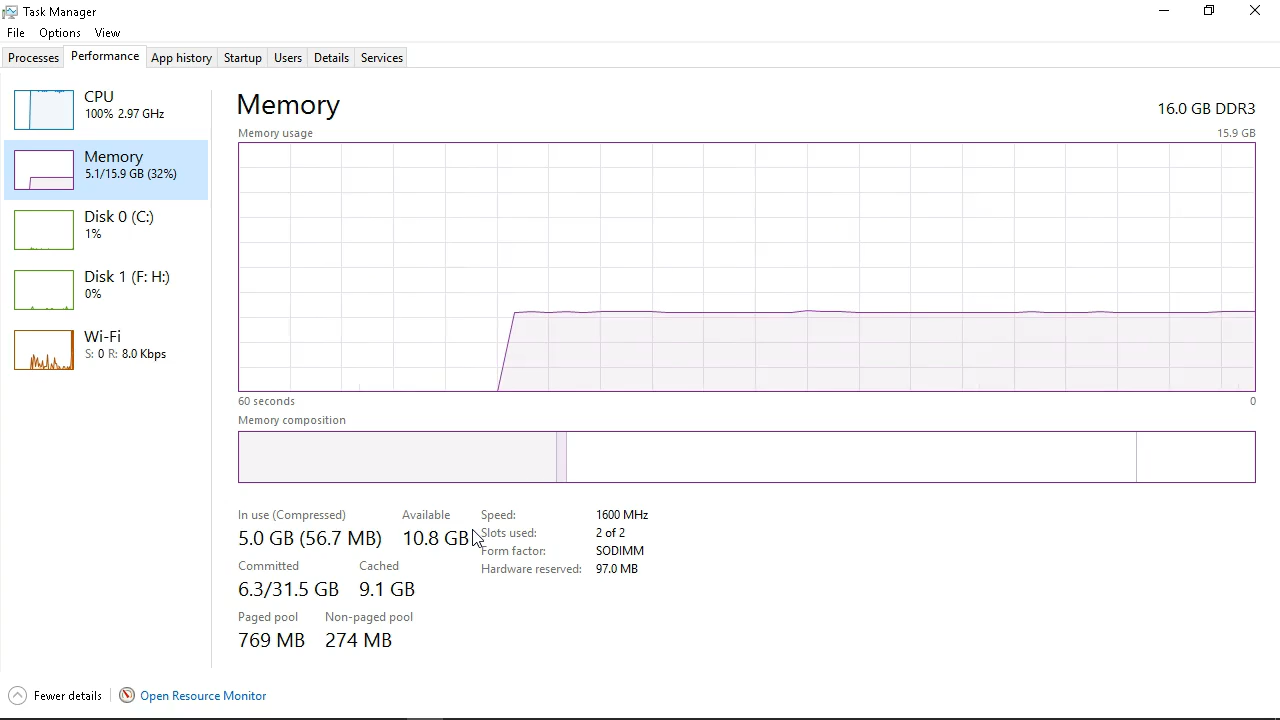 Task Manager
File Options View
Processes Performance App history Startup Users Details Services
CPU
100% 2.97 GHz
Memory
5.1/15.9 GB (32%)
Disk 0 (C:)
1%
Disk 1 (F: H:)
0%
Wi-Fi
S: 0 R: 8.0 Kbps
Memory
16.0 GB DDR3
Memory usage
15.9 GB
60 seconds
0
Memory composition
In use (Compressed)
5.0 GB (56.7 MB)
Available
10.8 GB
Committed
6.3/31.5 GB
Cached
9.1 GB
Paged pool
769 MB
Non-paged pool
274 MB
Speed: 1600 MHz
Slots used: 2 of 2
Form factor: SODIMM
Hardware reserved: 97.0 MB
Fewer details
Open Resource Monitor